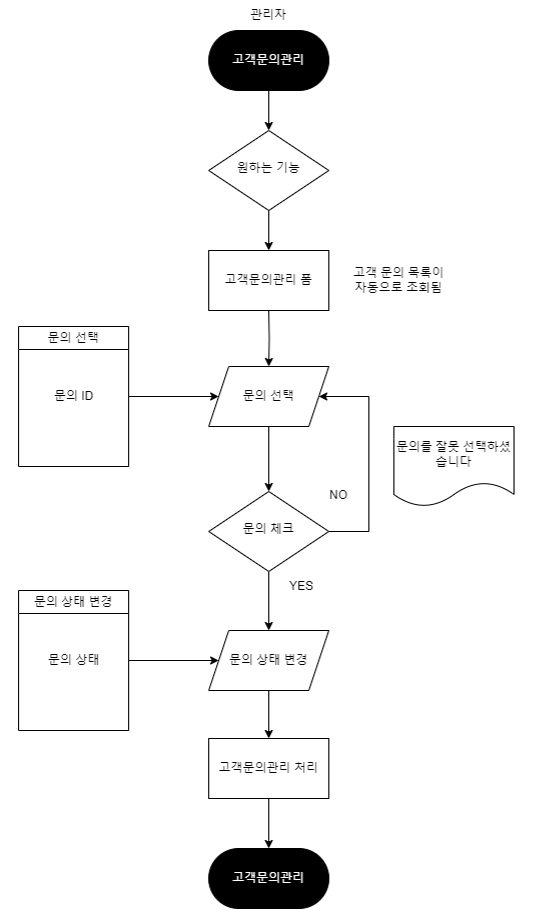 관리자
고객문의관리
원하는 기능
고객문의관리 폼
고객 문의 목록이
자동으로 조회됨
문의 선택
문의 ID
문의 선택
문의를 잘못 선택하셨
습니다
NO
문의 체크
YES
문의 상태 변경
문의 상태
문의 상태 변경
고객문의관리 처리
고객문의관리